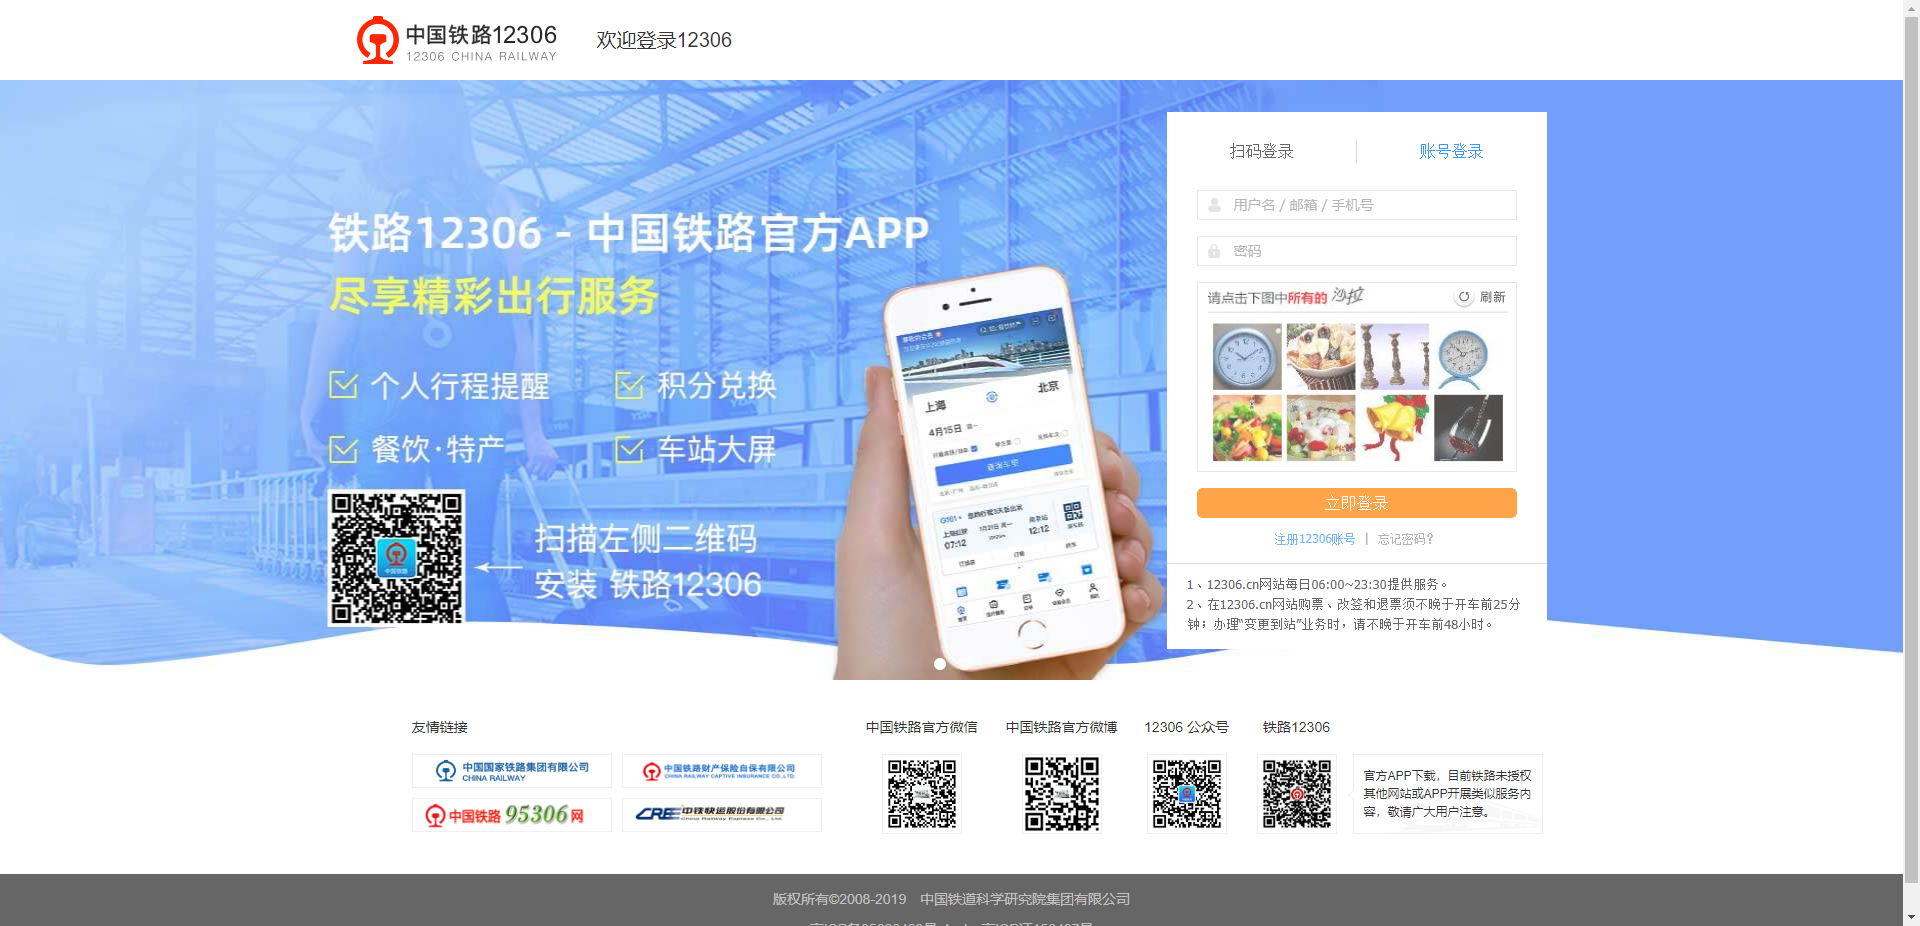 中国铁路12306
12306 CHINA RAILWAY
欢迎登录12306
铁路12306 - 中国铁路官方APP
尽享精彩出行服务
个人行程提醒
积分兑换
餐饮·特产
车站大屏
扫描左侧二维码
安装 铁路12306
上海
北京
4月15日 周一
查询车票
07:12
12:12
扫码登录
账号登录
用户名 / 邮箱 / 手机号
密码
请点击下图中所有的 沙拉
刷新
立即登录
注册12306账号 | 忘记密码?
1、12306.cn网站每日06:00~23:30提供服务。
2、在12306.cn网站购票、改签和退票须不晚于开车前25分
钟；办理“变更到站”业务时，请不晚于开车前48小时。
友情链接
中国国家铁路集团有限公司
CHINA RAILWAY
中国铁路财产保险自保有限公司
CHINA RAILWAY CAPTIVE INSURANCE CO.,LTD.
中国铁路 95306 网
CRE 中铁快运股份有限公司
China Railway Express Co., Ltd.
中国铁路官方微信
中国铁路官方微博
12306 公众号
铁路12306
官方APP下载，目前铁路未授权
其他网站或APP开展类似服务内
容，敬请广大用户注意。
版权所有©2008-2019 中国铁道科学研究院集团有限公司